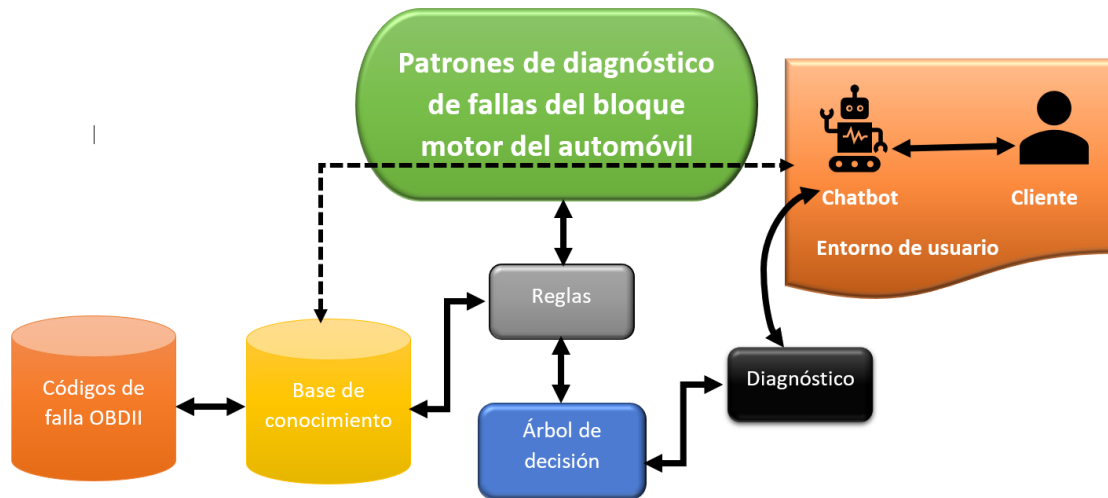 Patrones de diagnóstico
de fallas del bloque
motor del automóvil
Chatbot
Cliente
Entorno de usuario
Reglas
Códigos de
falla OBDII
Base de
conocimiento
Árbol de
decisión
Diagnóstico